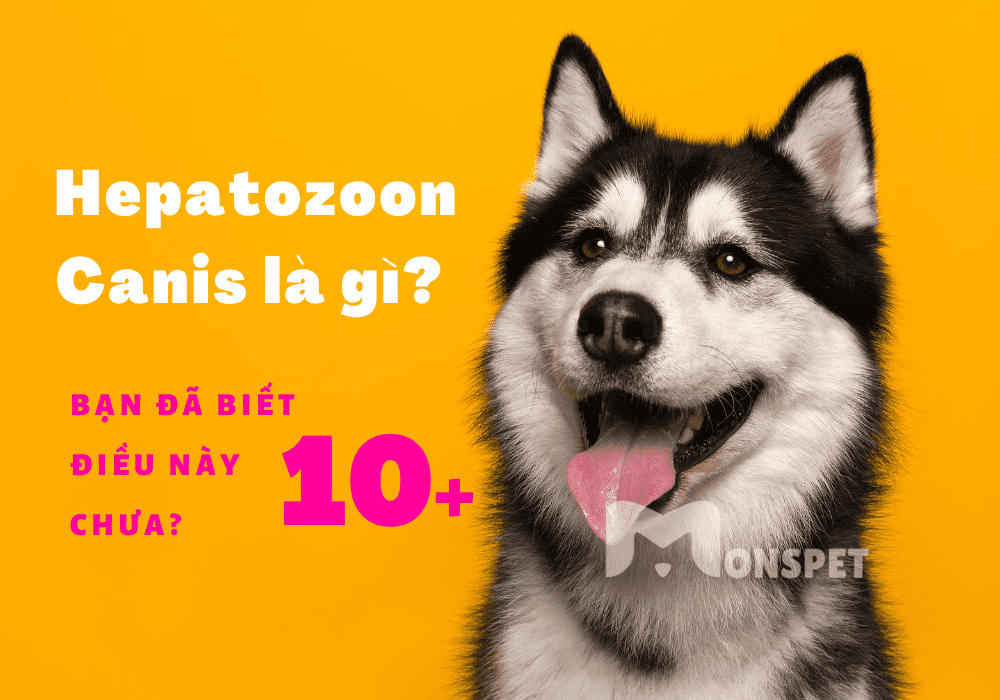 Hepatozoon
Canis là gì?
BẠN ĐÃ BIẾT
ĐIỀU NÀY
CHƯA?
10+
MONSPET